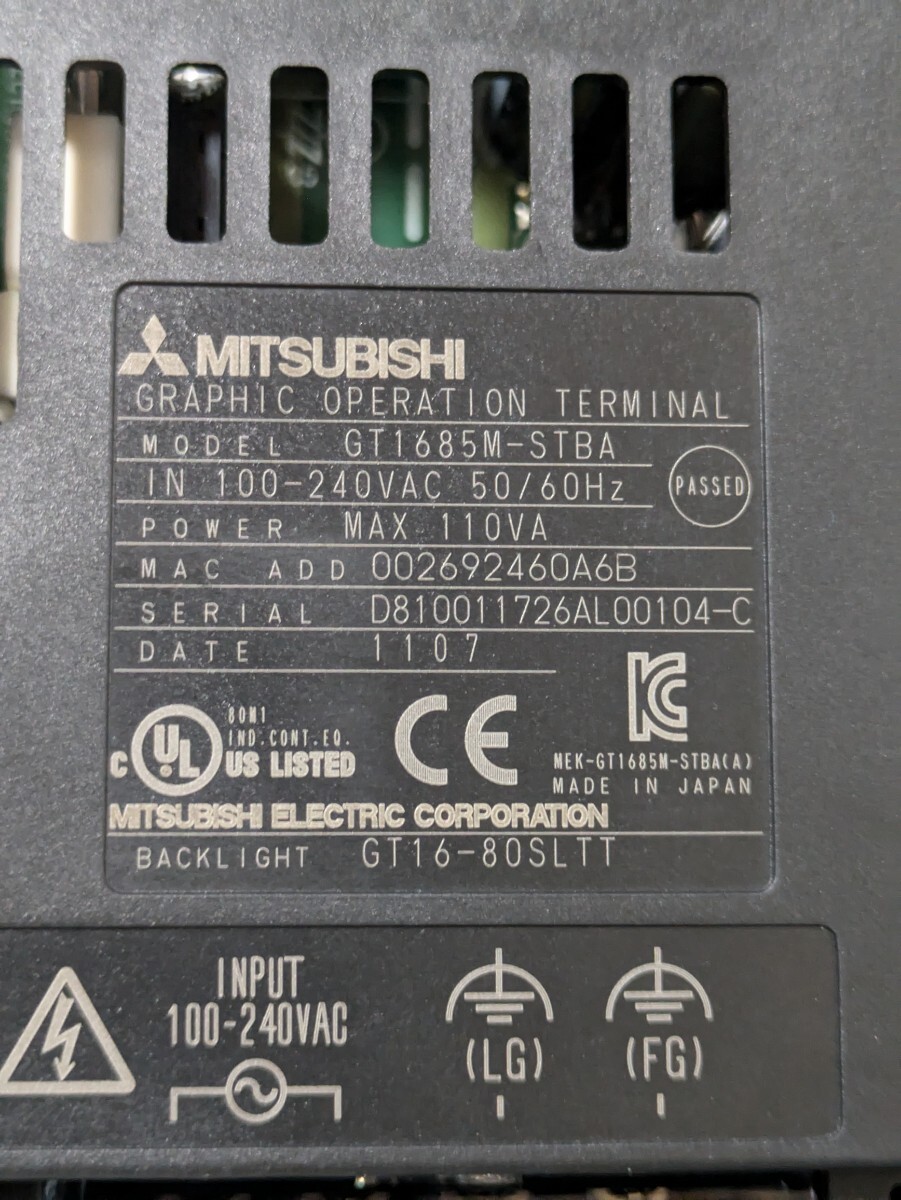 MITSUBISHI
GRAPHIC OPERATION TERMINAL
MODEL GT1685M-STBA
IN 100-240VAC 50/60Hz
PASSED
POWER MAX 110VA
MAC ADD 002692460A6B
SERIAL D810011726AL00104-C
DATE 1107
80M1
IND.CONT.EQ.
C UL US LISTED
CE
KC
MEK-GT1685M-STBA(A)
MADE IN JAPAN
MITSUBISHI ELECTRIC CORPORATION
BACKLIGHT GT16-80SLTT
INPUT
100-240VAC
(LG)
(FG)